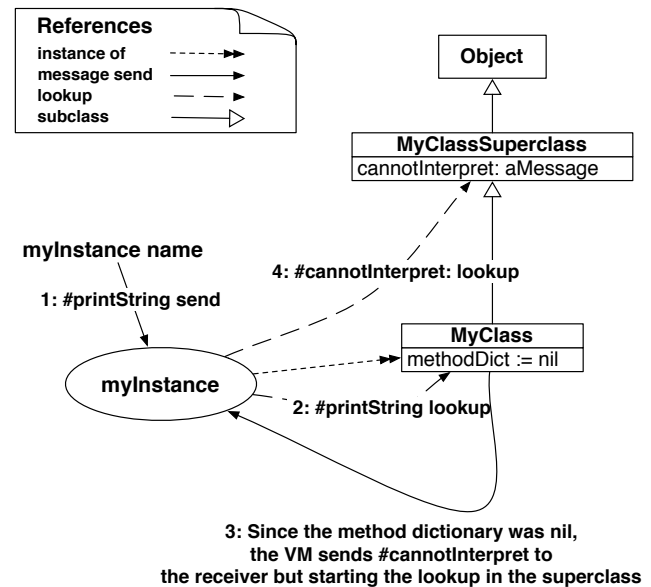 References
instance of
message send
lookup
subclass
Object
MyClassSuperclass
cannotInterpret: aMessage
myInstance name
4: #cannotInterpret: lookup
1: #printString send
MyClass
methodDict := nil
myInstance
2: #printString lookup
3: Since the method dictionary was nil,
the VM sends #cannotInterpret to
the receiver but starting the lookup in the superclass